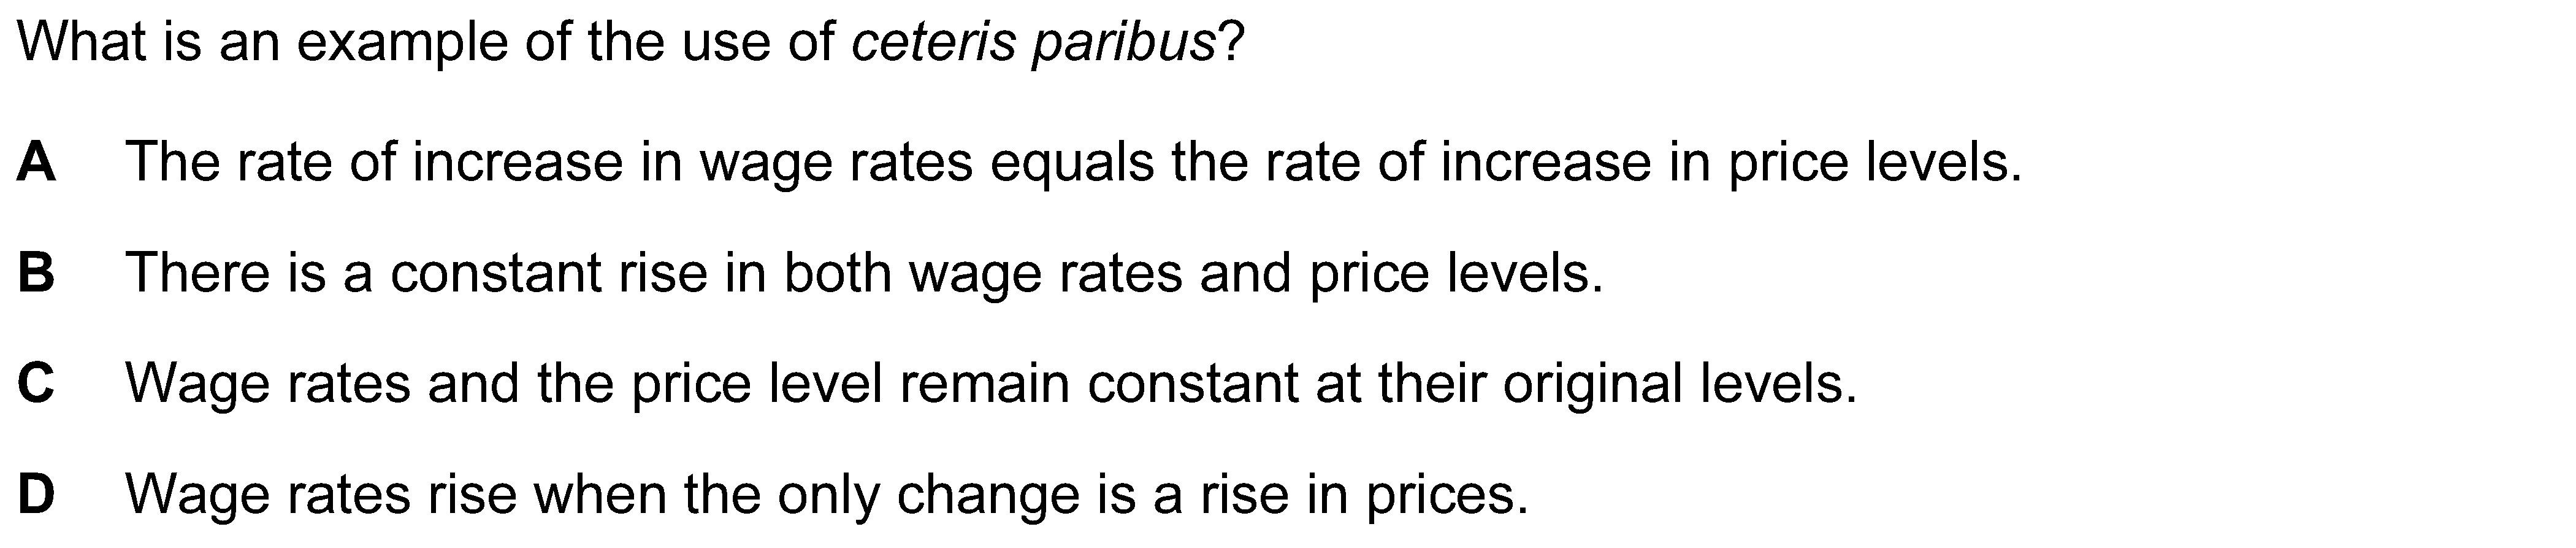 What is an example of the use of ceteris paribus?
A The rate of increase in wage rates equals the rate of increase in price levels.
B There is a constant rise in both wage rates and price levels.
C Wage rates and the price level remain constant at their original levels.
D Wage rates rise when the only change is a rise in prices.